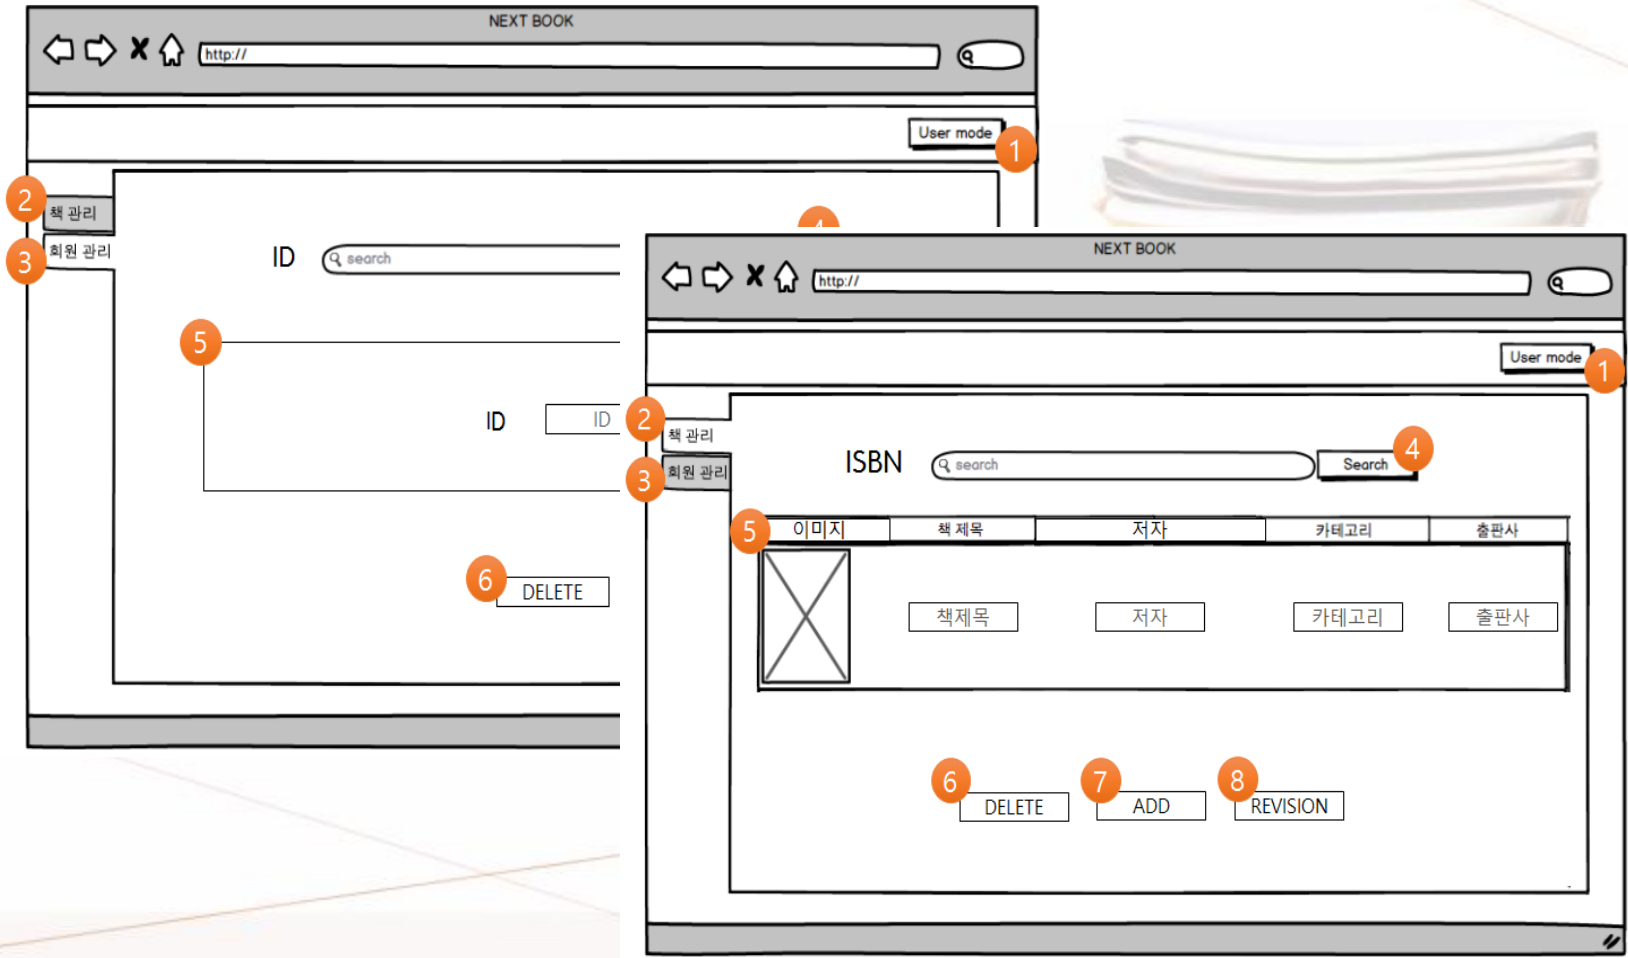 NEXT BOOK
http://
User mode
1
2
책 관리
3
회원 관리
ID
search
4
5
ID
ID
6
DELETE
NEXT BOOK
http://
User mode
1
2
책 관리
3
회원 관리
ISBN
search
Search
4
5
이미지
책 제목
저자
카테고리
출판사
책제목
저자
카테고리
출판사
6
DELETE
7
ADD
8
REVISION